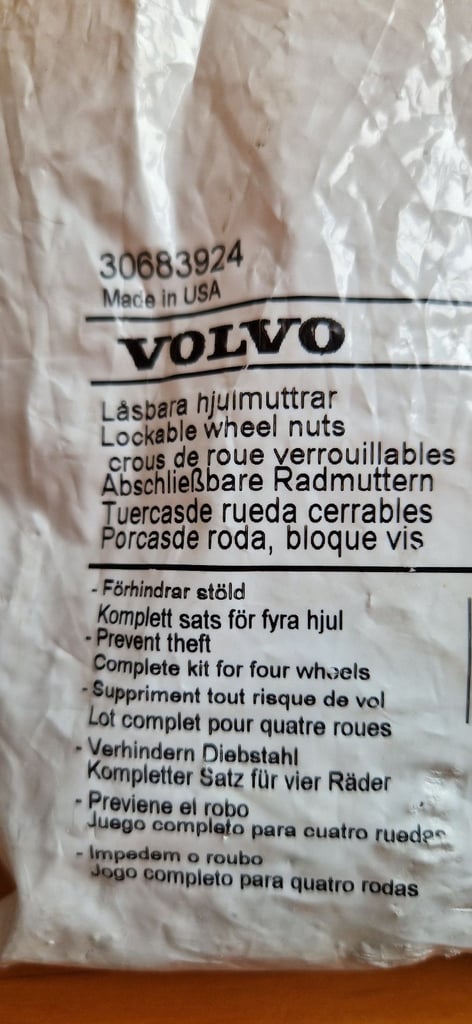 30683924
Made in USA
VOLVO
Låsbara hjulmuttrar
Lockable wheel nuts
crous de roue verrouillables
Abschließbare Radmuttern
Tuercasde rueda cerrables
Porcasde roda, bloque vis
- Förhindrar stöld
Komplett sats för fyra hjul
- Prevent theft
Complete kit for four wheels
- Suppriment tout risque de vol
Lot complet pour quatre roues
- Verhindern Diebstahl
Kompletter Satz für vier Räder
- Previene el robo
Juego completo para cuatro ruedas
- Impedem o roubo
Jogo completo para quatro rodas